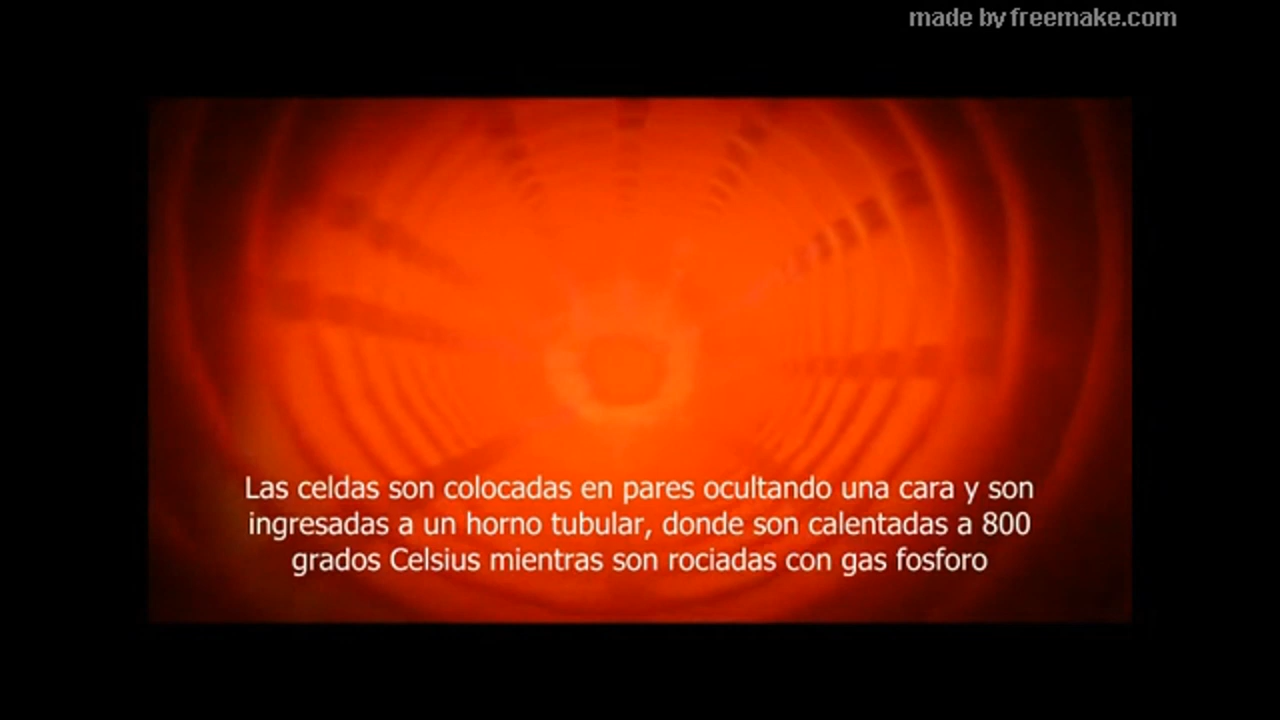 made by freemake.com
Las celdas son colocadas en pares ocultando una cara y son
ingresadas a un horno tubular, donde son calentadas a 800
grados Celsius mientras son rociadas con gas fosforo